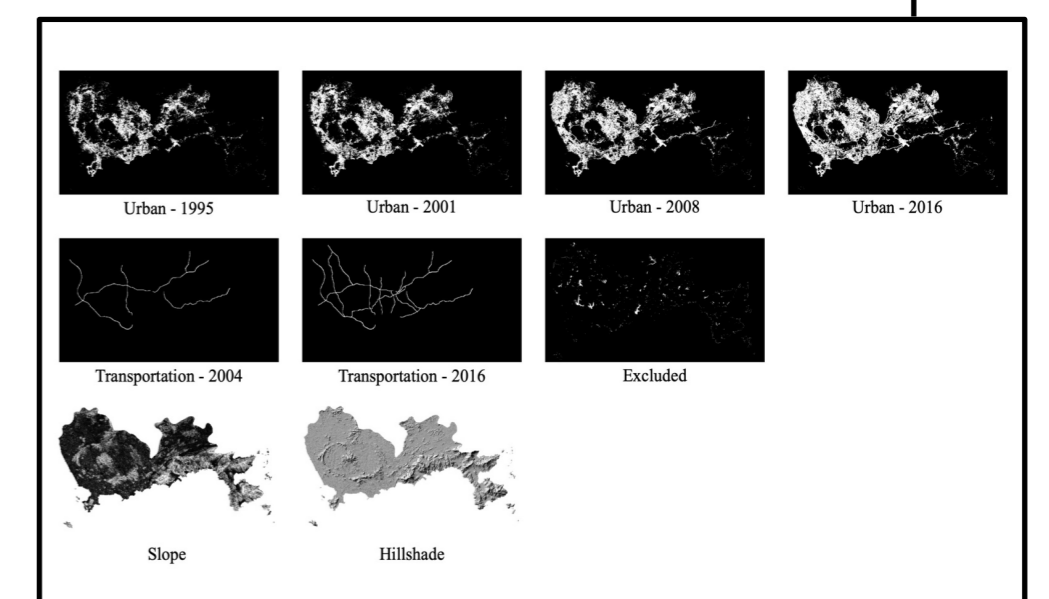 Urban - 1995
Urban - 2001
Urban - 2008
Urban - 2016
Transportation - 2004
Transportation - 2016
Excluded
Slope
Hillshade